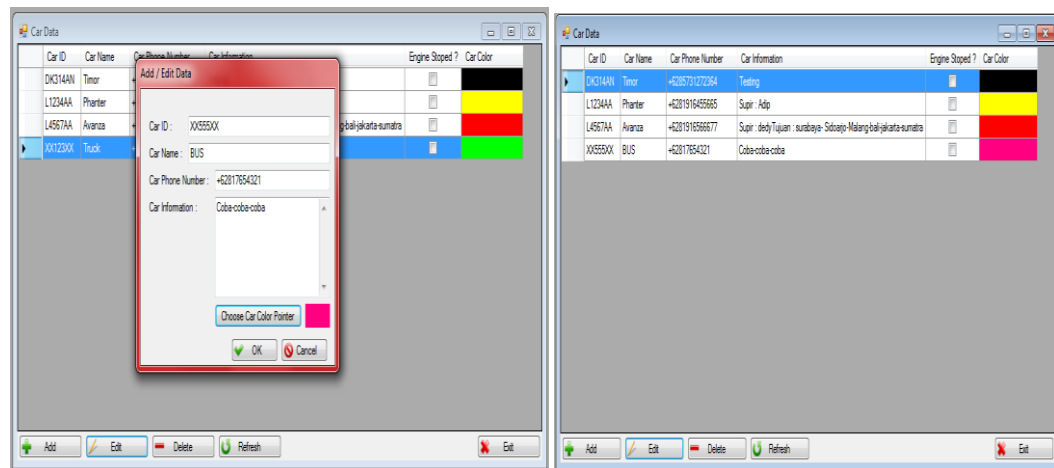 Car Data
Car ID Car Name Car Phone Number Car Information Engine Stoped ? Car Color
DK314AN Timor +
L1234AA Phanter +
L4567AA Avanza + g-bali-jakarta-sumatra
XX123XX Truck +
Add / Edit Data
Car ID : XX555XX
Car Name : BUS
Car Phone Number : +62817654321
Car Information : Coba-coba-coba
Choose Car Color Pointer
OK Cancel
Add Edit Delete Refresh Exit
Car Data
Car ID Car Name Car Phone Number Car Information Engine Stoped ? Car Color
DK314AN Timor +6285731272364 Testing
L1234AA Phanter +6281916455665 Supir : Adip
L4567AA Avanza +6281916566677 Supir : dedy Tujuan : surabaya- Sidoarjo-Malang-bali-jakarta-sumatra
XX555XX BUS +62817654321 Coba-coba-coba
Add Edit Delete Refresh Exit